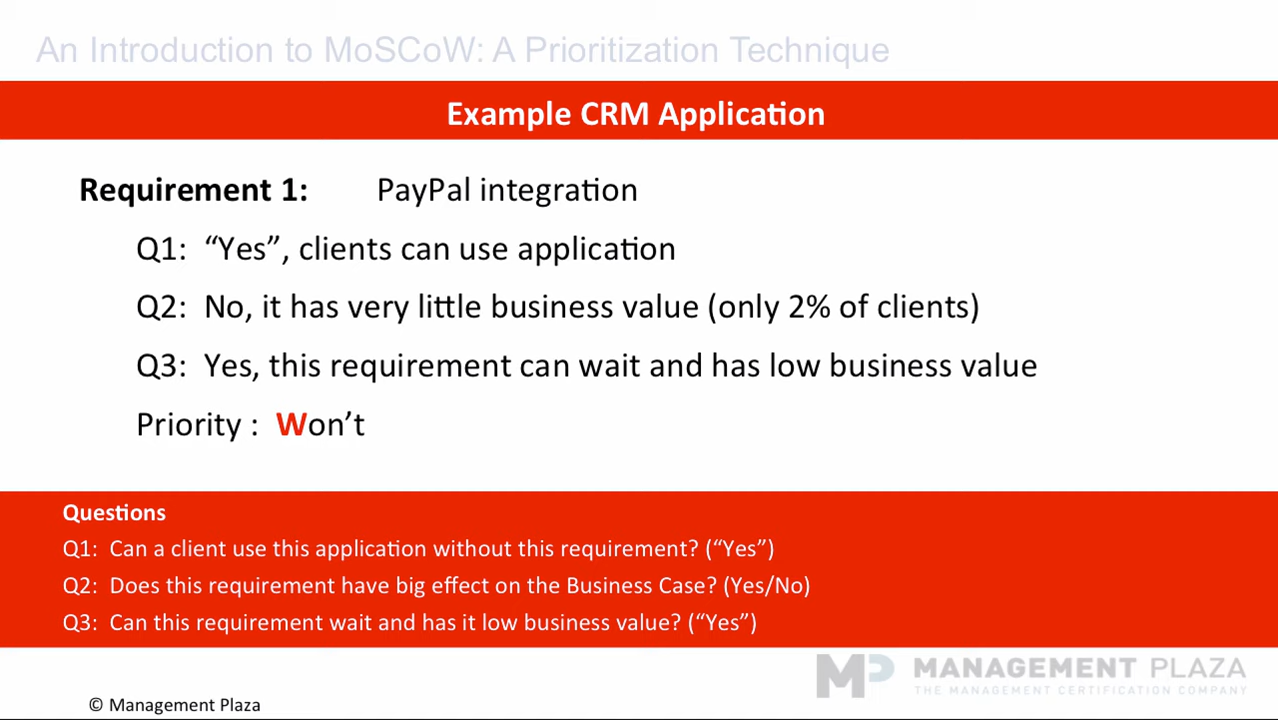 An Introduction to MoSCoW: A Prioritization Technique
Example CRM Application
Requirement 1: PayPal integration
Q1: “Yes”, clients can use application
Q2: No, it has very little business value (only 2% of clients)
Q3: Yes, this requirement can wait and has low business value
Priority : Won’t
Questions
Q1: Can a client use this application without this requirement? (“Yes”)
Q2: Does this requirement have big effect on the Business Case? (Yes/No)
Q3: Can this requirement wait and has it low business value? (“Yes”)
MP MANAGEMENT PLAZA
THE MANAGEMENT CERTIFICATION COMPANY
© Management Plaza